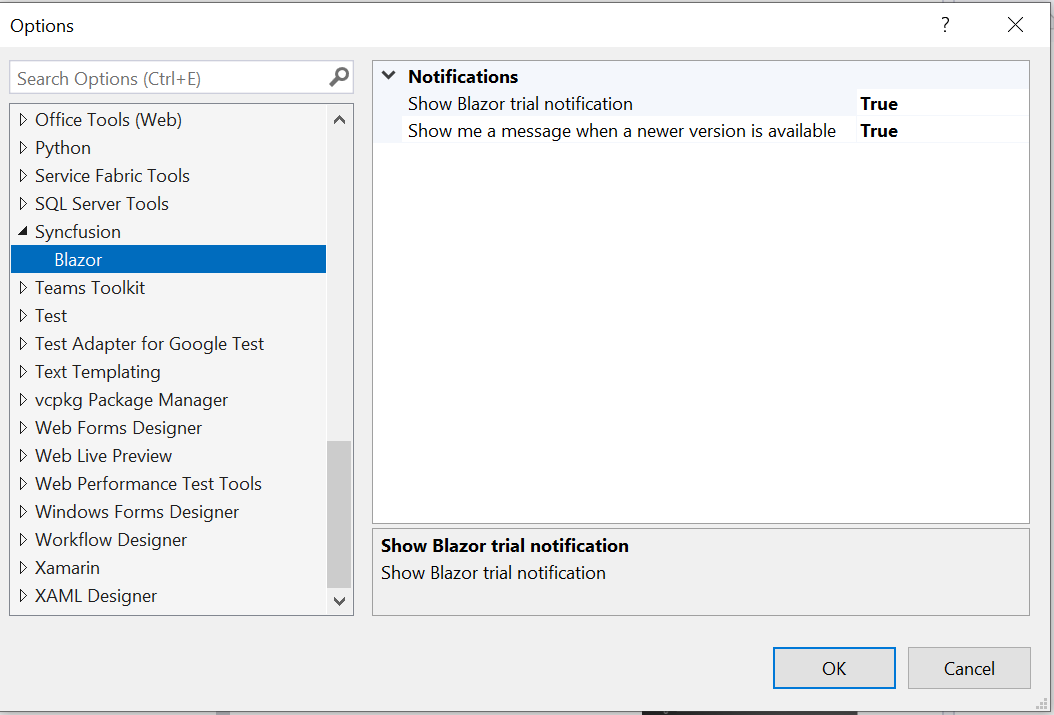 Options
?
Search Options (Ctrl+E)
Office Tools (Web)
Python
Service Fabric Tools
SQL Server Tools
Syncfusion
Blazor
Teams Toolkit
Test
Test Adapter for Google Test
Text Templating
vcpkg Package Manager
Web Forms Designer
Web Live Preview
Web Performance Test Tools
Windows Forms Designer
Workflow Designer
Xamarin
XAML Designer
Notifications
Show Blazor trial notification True
Show me a message when a newer version is available True
Show Blazor trial notification
Show Blazor trial notification
OK Cancel